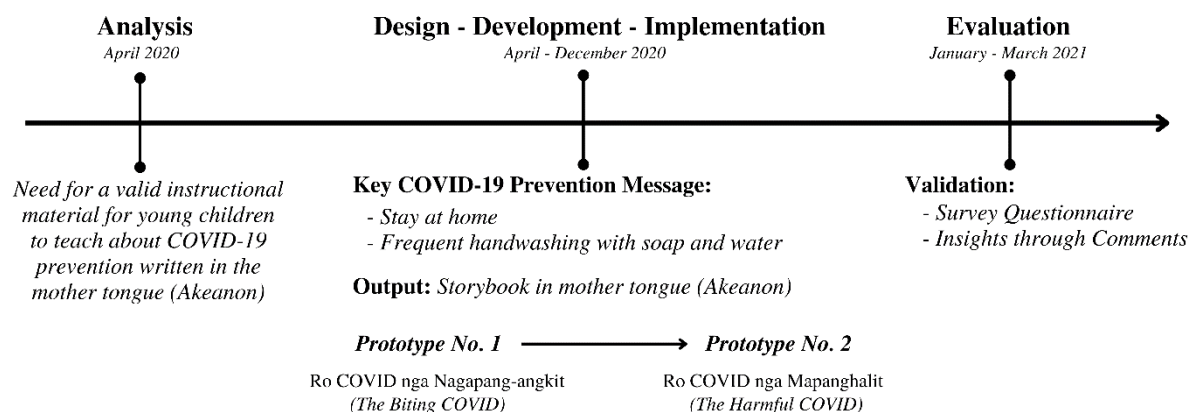 Analysis
April 2020
Need for a valid instructional
material for young children
to teach about COVID-19
prevention written in the
mother tongue (Akeanon)
Design - Development - Implementation
April - December 2020
Key COVID-19 Prevention Message:
- Stay at home
- Frequent handwashing with soap and water
Output: Storybook in mother tongue (Akeanon)
Prototype No. 1
Ro COVID nga Nagapang-angkit
(The Biting COVID)
Prototype No. 2
Ro COVID nga Mapanghalit
(The Harmful COVID)
Evaluation
January - March 2021
Validation:
- Survey Questionnaire
- Insights through Comments